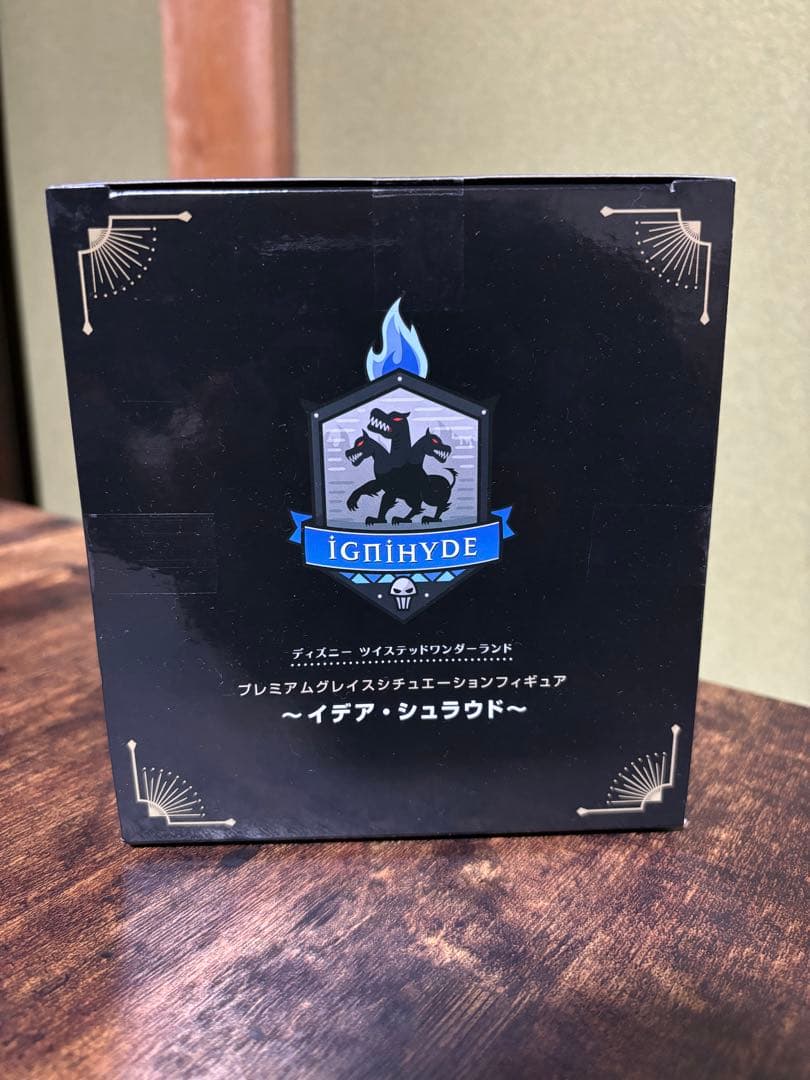 IGNIHYDE
ディズニー ツイステッドワンダーランド
プレミアムグレイスシチュエーションフィギュア
～イデア・シュラウド～